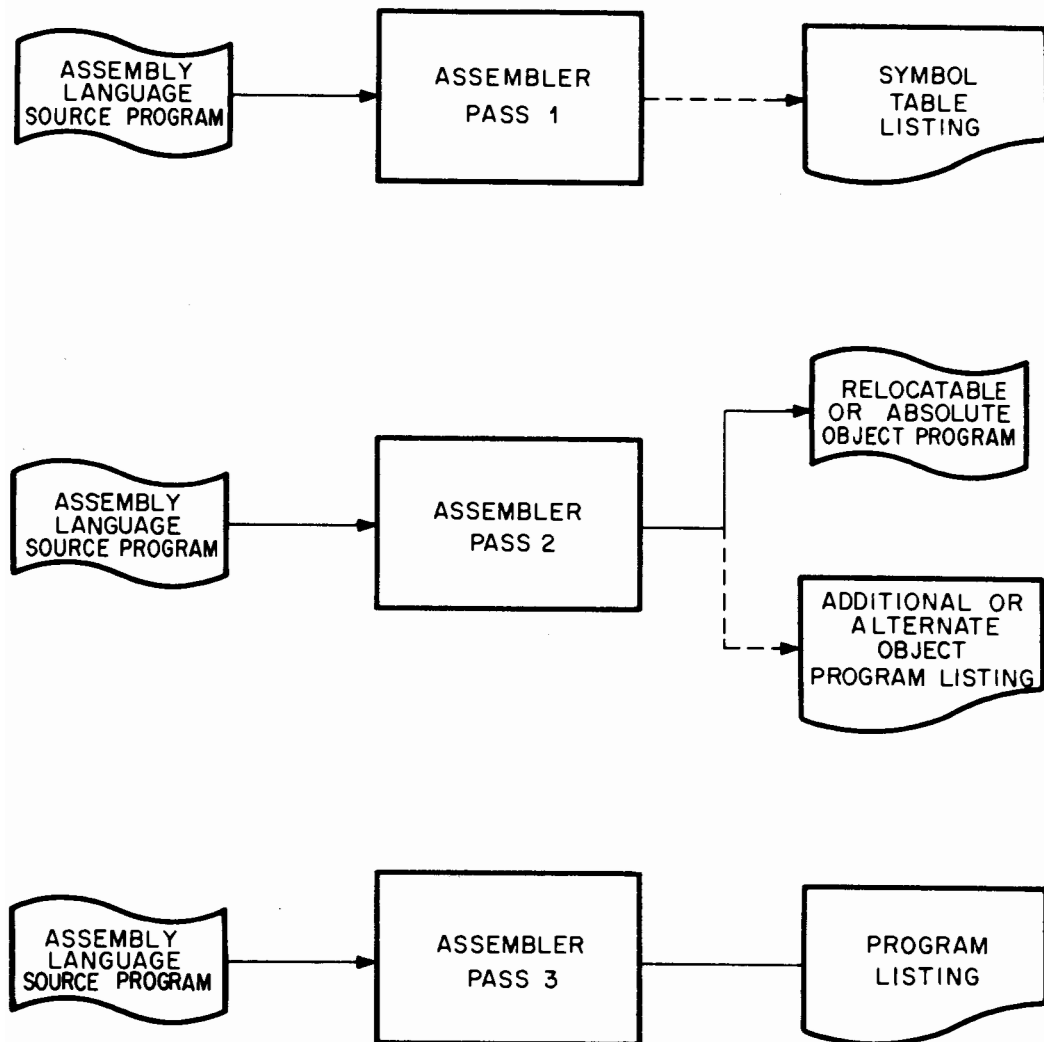 ASSEMBLY
LANGUAGE
SOURCE PROGRAM
ASSEMBLER
PASS 1
SYMBOL
TABLE
LISTING
ASSEMBLY
LANGUAGE
SOURCE PROGRAM
ASSEMBLER
PASS 2
RELOCATABLE
OR ABSOLUTE
OBJECT PROGRAM
ADDITIONAL OR
ALTERNATE
OBJECT
PROGRAM LISTING
ASSEMBLY
LANGUAGE
SOURCE PROGRAM
ASSEMBLER
PASS 3
PROGRAM
LISTING